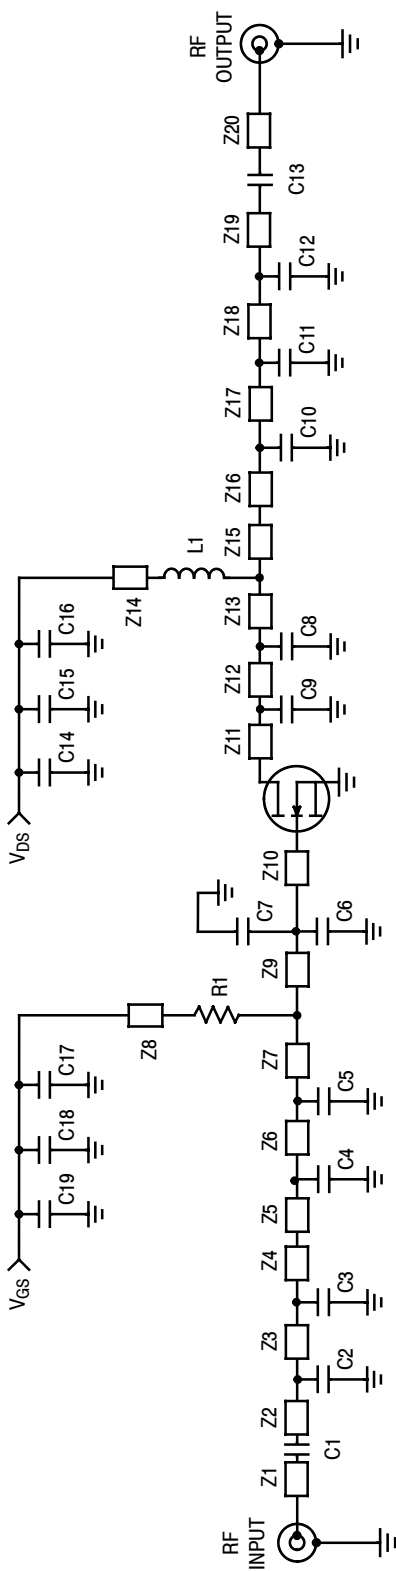 V_GS
C19
C18
C17
V_DS
C14
C15
C16
Z8
R1
Z14
L1
C7
RF
INPUT
Z1
C1
Z2
C2
Z3
C3
Z4
Z5
C4
Z6
C5
Z7
Z9
C6
Z10
Z11
C9
Z12
C8
Z13
Z15
Z16
C10
Z17
C11
Z18
C12
Z19
C13
Z20
RF
OUTPUT